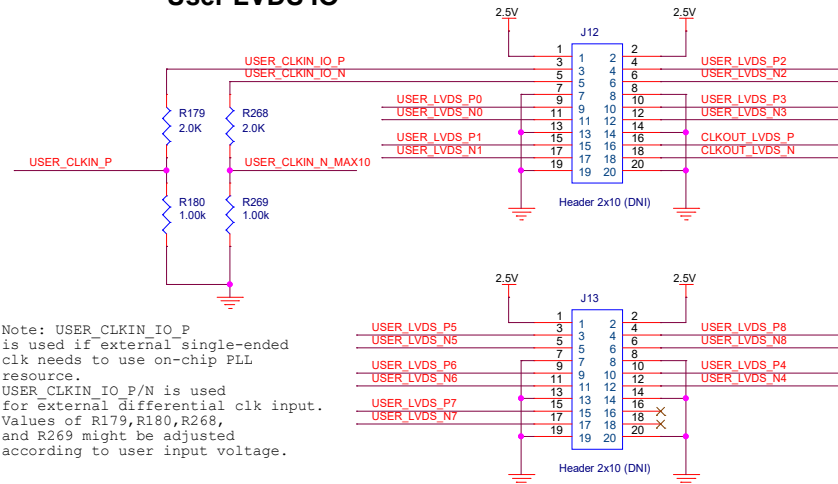 User LVDS IO
2.5V
2.5V
J12
1 1 2 2
USER_CLKIN_IO_P 3 3 4 4 USER_LVDS_P2
USER_CLKIN_IO_N 5 5 6 6 USER_LVDS_N2
7 7 8 8
USER_LVDS_P0 9 9 10 10 USER_LVDS_P3
USER_LVDS_N0 11 11 12 12 USER_LVDS_N3
13 13 14 14
USER_LVDS_P1 15 15 16 16 CLKOUT_LVDS_P
USER_LVDS_N1 17 17 18 18 CLKOUT_LVDS_N
19 19 20 20
Header 2x10 (DNI)
R179
2.0K
R268
2.0K
USER_CLKIN_P
USER_CLKIN_N_MAX10
R180
1.00k
R269
1.00k
2.5V
2.5V
J13
1 1 2 2
USER_LVDS_P5 3 3 4 4 USER_LVDS_P8
USER_LVDS_N5 5 5 6 6 USER_LVDS_N8
7 7 8 8
USER_LVDS_P6 9 9 10 10 USER_LVDS_P4
USER_LVDS_N6 11 11 12 12 USER_LVDS_N4
13 13 14 14
USER_LVDS_P7 15 15 16 16
USER_LVDS_N7 17 17 18 18
19 19 20 20
Header 2x10 (DNI)
Note: USER_CLKIN_IO_P
is used if external single-ended
clk needs to use on-chip PLL
resource.
USER_CLKIN_IO_P/N is used
for external differential clk input.
Values of R179,R180,R268,
and R269 might be adjusted
according to user input voltage.